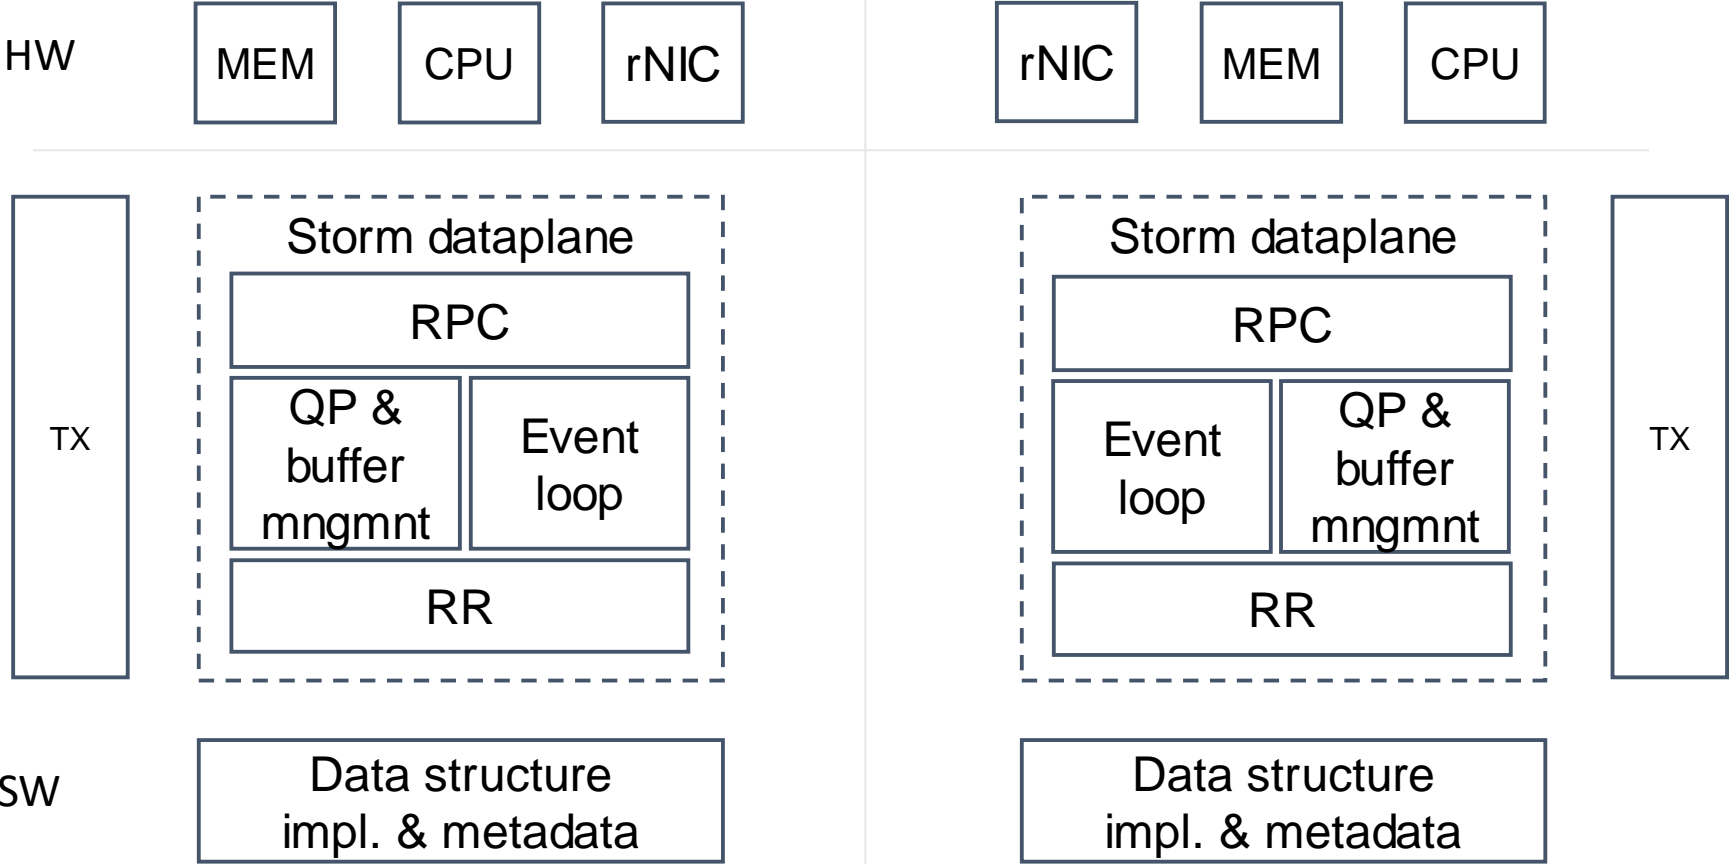 HW
MEM
CPU
rNIC
rNIC
MEM
CPU
TX
Storm dataplane
RPC
QP &
buffer
mngmnt
Event
loop
RR
Storm dataplane
RPC
Event
loop
QP &
buffer
mngmnt
RR
TX
SW
Data structure
impl. & metadata
Data structure
impl. & metadata